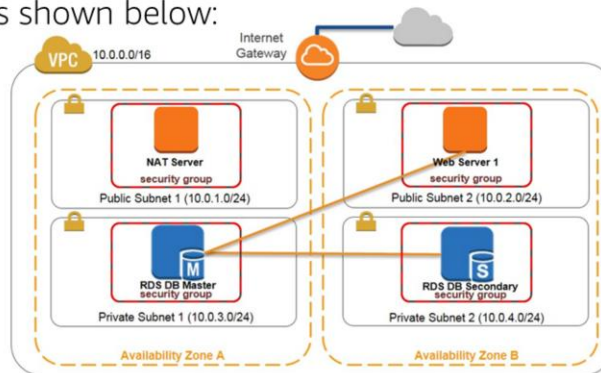 s shown below:
Internet
Gateway
VPC
10.0.0.0/16
NAT Server
security group
Public Subnet 1 (10.0.1.0/24)
Web Server 1
security group
Public Subnet 2 (10.0.2.0/24)
M
RDS DB Master
security group
Private Subnet 1 (10.0.3.0/24)
S
RDS DB Secondary
security group
Private Subnet 2 (10.0.4.0/24)
Availability Zone A
Availability Zone B